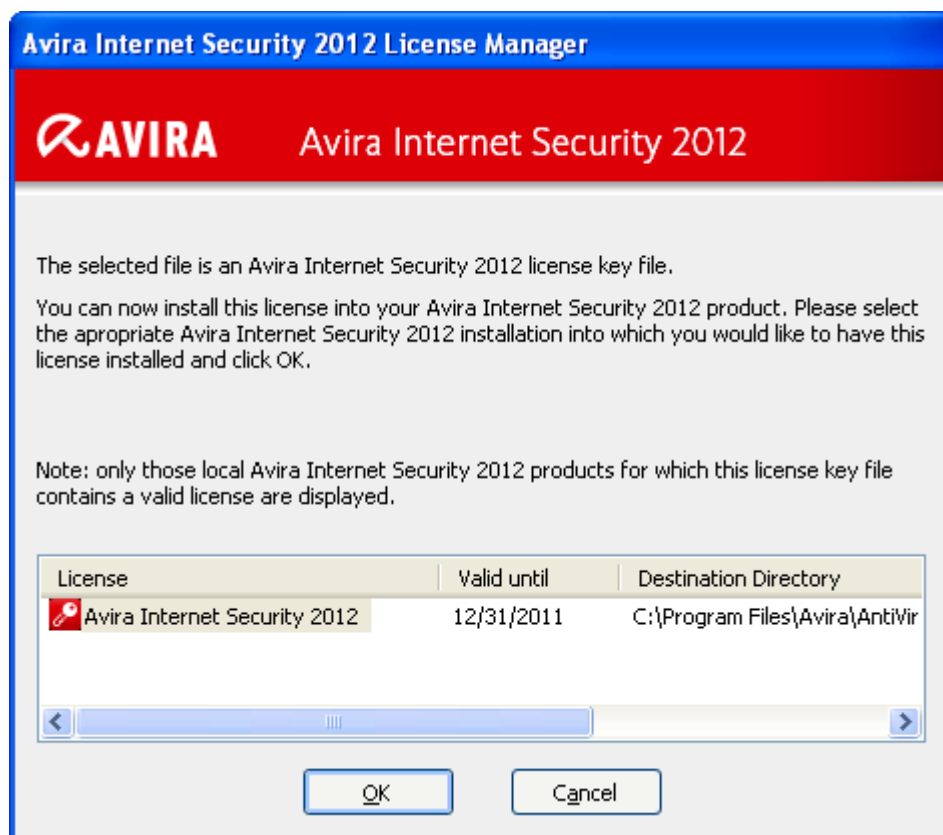 Avira Internet Security 2012 License Manager
AVIRA Avira Internet Security 2012
The selected file is an Avira Internet Security 2012 license key file.
You can now install this license into your Avira Internet Security 2012 product. Please select
the apropriate Avira Internet Security 2012 installation into which you would like to have this
license installed and click OK.
Note: only those local Avira Internet Security 2012 products for which this license key file
contains a valid license are displayed.
License Valid until Destination Directory
Avira Internet Security 2012 12/31/2011 C:\Program Files\Avira\AntiVir
OK Cancel